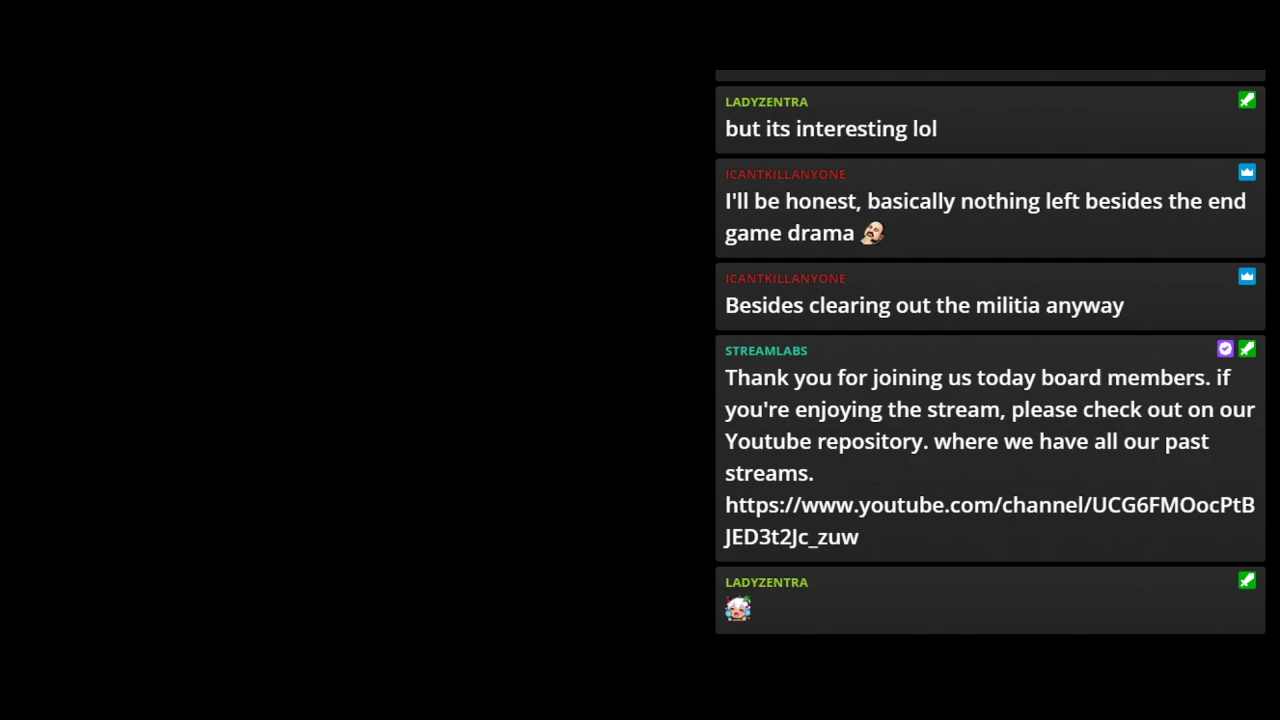 LADYZENTRA
but its interesting lol
ICANTKILLANYONE
I'll be honest, basically nothing left besides the end
game drama
ICANTKILLANYONE
Besides clearing out the militia anyway
STREAMLABS
Thank you for joining us today board members. if
you're enjoying the stream, please check out on our
Youtube repository. where we have all our past
streams.
https://www.youtube.com/channel/UCG6FMOocPtB
JED3t2Jc_zuw
LADYZENTRA